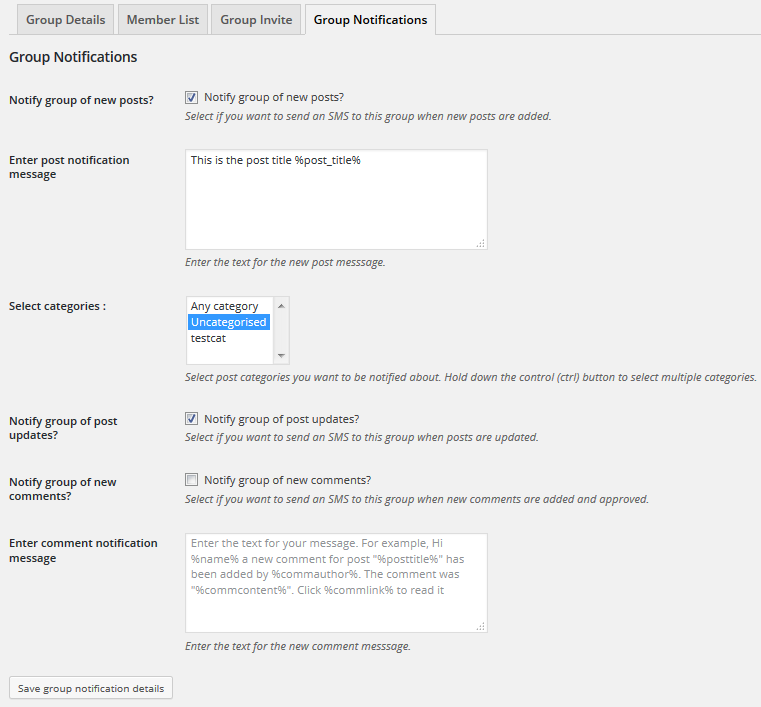 Group Details Member List Group Invite Group Notifications
Group Notifications
Notify group of new posts?
Notify group of new posts?
Select if you want to send an SMS to this group when new posts are added.
Enter post notification
message
This is the post title %post_title%
Enter the text for the new post messsage.
Select categories :
Any category
Uncategorised
testcat
Select post categories you want to be notified about. Hold down the control (ctrl) button to select multiple categories.
Notify group of post
updates?
Notify group of post updates?
Select if you want to send an SMS to this group when posts are updated.
Notify group of new
comments?
Notify group of new comments?
Select if you want to send an SMS to this group when new comments are added and approved.
Enter comment notification
message
Enter the text for your message. For example, Hi
%name% a new comment for post "%posttitle%" has
been added by %commauthor%. The comment was
"%commcontent%". Click %commlink% to read it
Enter the text for the new comment messsage.
Save group notification details